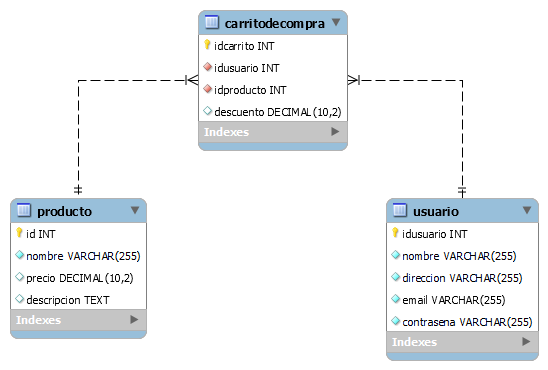 carritodecompra
idcarrito INT
idusuario INT
idproducto INT
descuento DECIMAL(10,2)
Indexes
producto
id INT
nombre VARCHAR(255)
precio DECIMAL(10,2)
descripcion TEXT
Indexes
usuario
idusuario INT
nombre VARCHAR(255)
direccion VARCHAR(255)
email VARCHAR(255)
contrasena VARCHAR(255)
Indexes